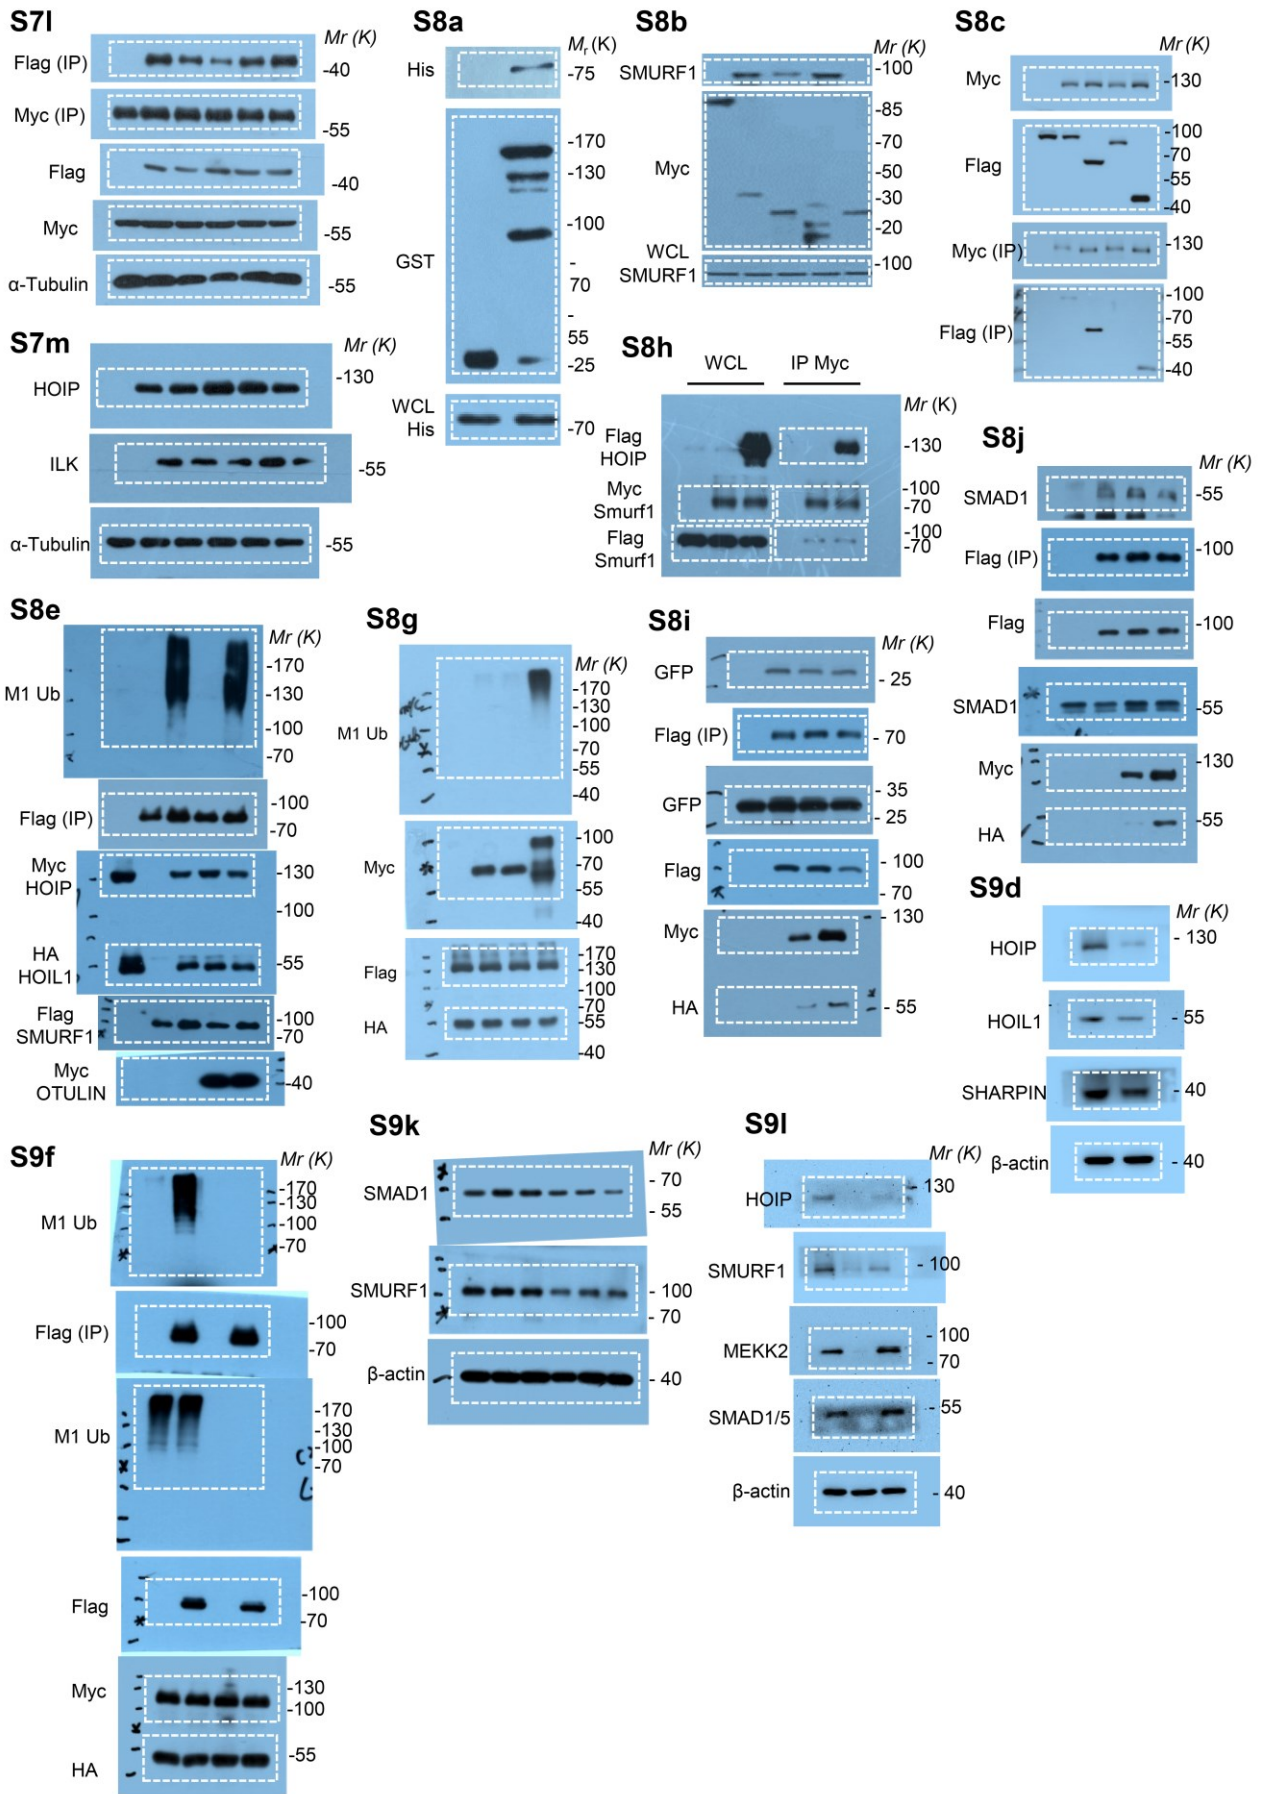 S7l
Mr (K)
Flag (IP)
-40
Myc (IP)
-55
Flag
-40
Myc
-55
α-Tubulin
-55
S8a
Mr (K)
His
-75
-170
-130
-100
GST
-
70
-
55
-25
WCL
His
-70
S8b
Mr (K)
SMURF1
-100
-85
-70
Myc
-50
-30
-20
WCL
-100
SMURF1
S8c
Mr (K)
Myc
-130
-100
-70
Flag
-55
-40
Myc (IP)
-130
-100
-70
Flag (IP)
-55
-40
S7m
Mr (K)
HOIP
-130
ILK
-55
α-Tubulin
-55
S8h
WCL
IP Myc
Mr (K)
Flag
HOIP
-130
Myc
Smurf1
-100
-70
Flag
Smurf1
-100
-70
S8j
Mr (K)
SMAD1
-55
Flag (IP)
-100
Flag
-100
SMAD1
-55
Myc
-130
HA
-55
S8e
Mr (K)
-170
M1 Ub
-130
-100
-70
Flag (IP)
-100
-70
Myc
HOIP
-130
-100
HA
HOIL1
-55
Flag
SMURF1
-100
-70
Myc
OTULIN
-40
S8g
Mr (K)
-170
-130
M1 Ub
-100
-70
-55
-40
-100
Myc
-70
-55
-40
-170
Flag
-130
-100
-70
HA
-55
-40
S8i
Mr (K)
GFP
- 25
Flag (IP)
- 70
GFP
- 35
- 25
Flag
- 100
- 70
- 130
Myc
HA
- 55
S9d
Mr (K)
HOIP
- 130
HOIL1
- 55
SHARPIN
- 40
β-actin
- 40
S9f
Mr (K)
-170
-130
M1 Ub
-100
-70
Flag (IP)
-100
-70
-170
M1 Ub
-130
-100
-70
Flag
-100
-70
Myc
-130
-100
HA
-55
S9k
Mr (K)
SMAD1
- 70
- 55
SMURF1
- 100
- 70
β-actin
- 40
S9l
Mr (K)
HOIP
- 130
SMURF1
- 100
MEKK2
- 100
- 70
SMAD1/5
- 55
β-actin
- 40